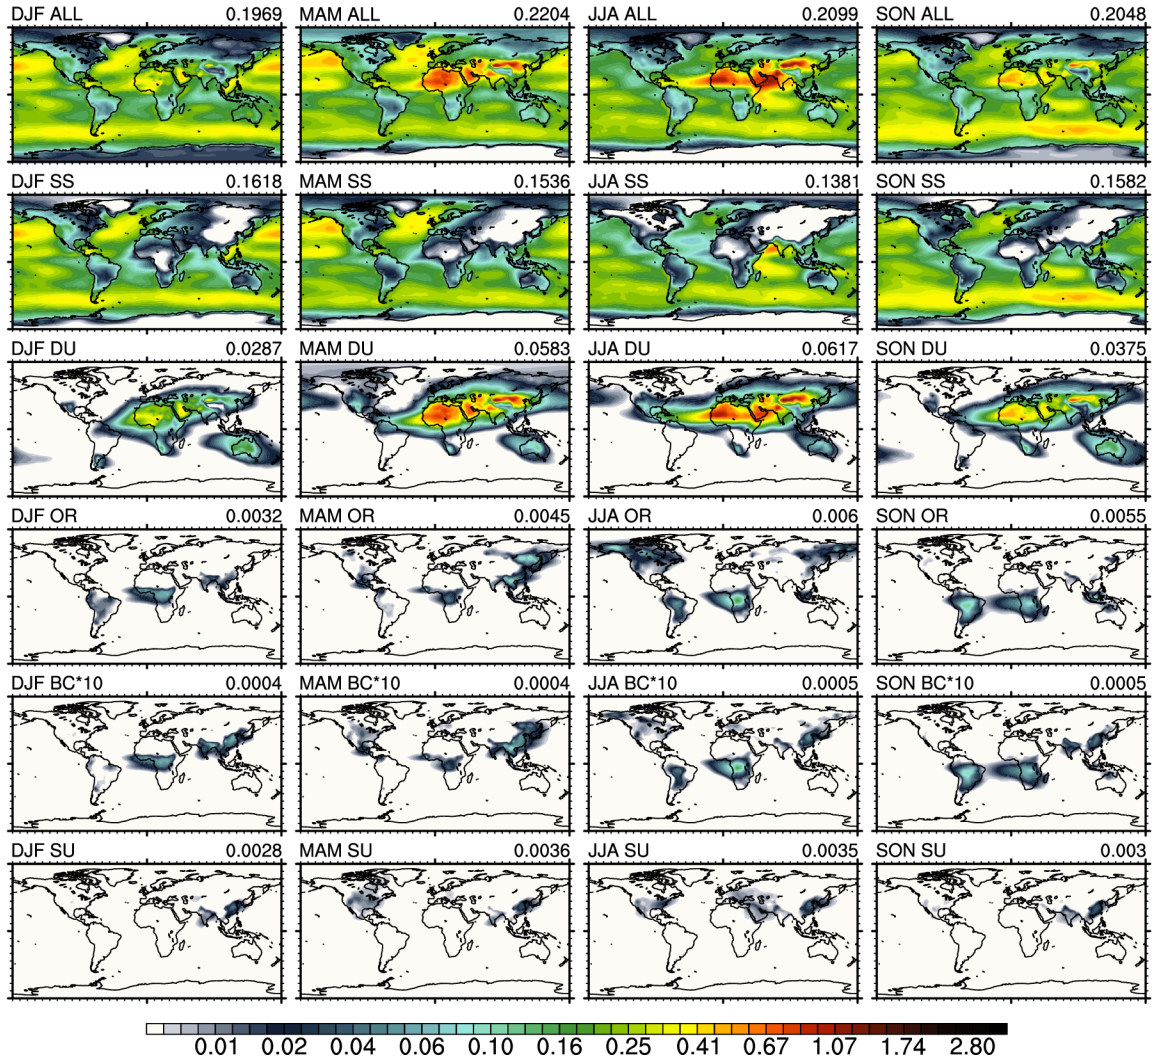 DJF ALL 0.1969 MAM ALL 0.2204 JJA ALL 0.2099 SON ALL 0.2048
DJF SS 0.1618 MAM SS 0.1536 JJA SS 0.1381 SON SS 0.1582
DJF DU 0.0287 MAM DU 0.0583 JJA DU 0.0617 SON DU 0.0375
DJF OR 0.0032 MAM OR 0.0045 JJA OR 0.006 SON OR 0.0055
DJF BC*10 0.0004 MAM BC*10 0.0004 JJA BC*10 0.0005 SON BC*10 0.0005
DJF SU 0.0028 MAM SU 0.0036 JJA SU 0.0035 SON SU 0.003
0.01 0.02 0.04 0.06 0.10 0.16 0.25 0.41 0.67 1.07 1.74 2.80